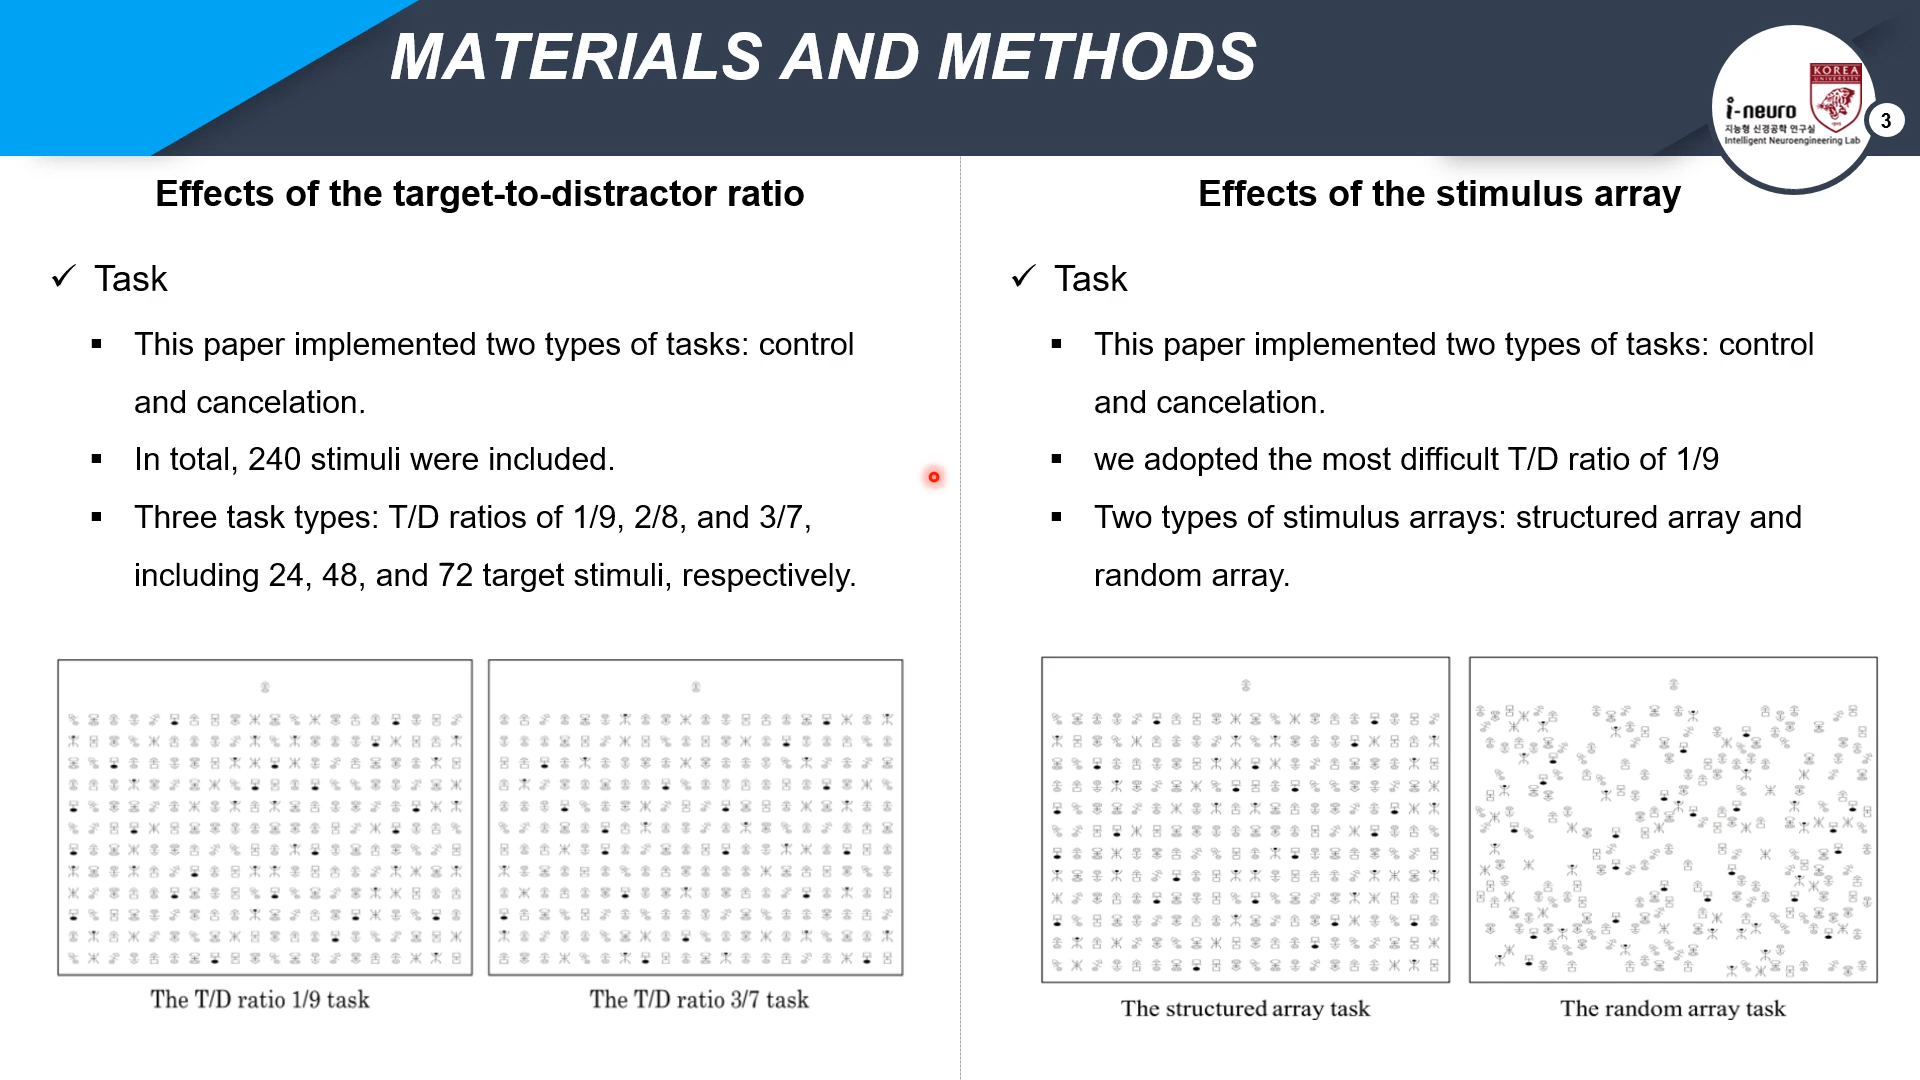 MATERIALS AND METHODS
KOREA
UNIVERSITY
i-neuro
지능형 신경공학 연구실
Intelligent Neuroengineering Lab
3
Effects of the target-to-distractor ratio
✓ Task
▪ This paper implemented two types of tasks: control
and cancelation.
▪ In total, 240 stimuli were included.
▪ Three task types: T/D ratios of 1/9, 2/8, and 3/7,
including 24, 48, and 72 target stimuli, respectively.
The T/D ratio 1/9 task
The T/D ratio 3/7 task
Effects of the stimulus array
✓ Task
▪ This paper implemented two types of tasks: control
and cancelation.
▪ we adopted the most difficult T/D ratio of 1/9
▪ Two types of stimulus arrays: structured array and
random array.
The structured array task
The random array task